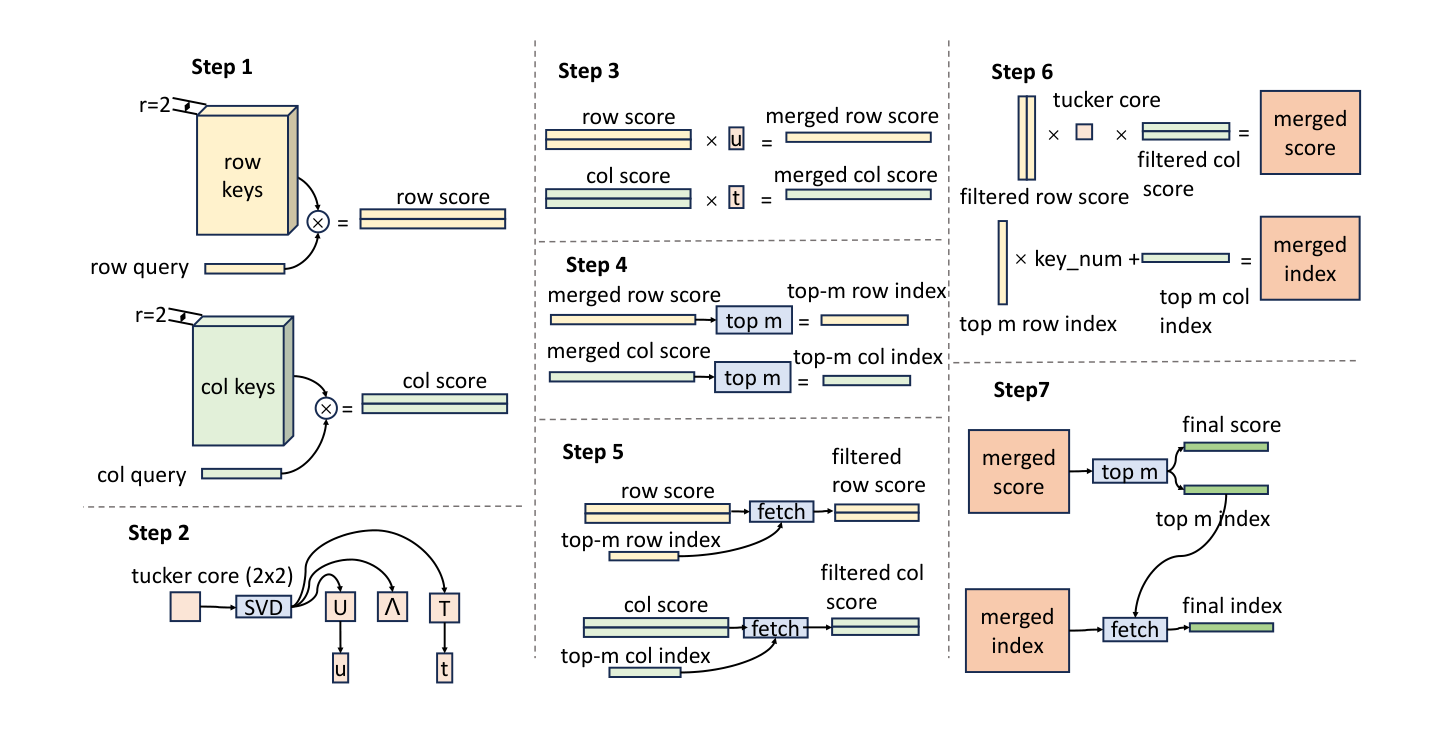 Step 1
r=2
row
keys
row score
×
=
row query
r=2
col keys
col score
×
=
col query
Step 2
tucker core (2x2)
SVD
U
Λ
T
u
t
Step 3
row score
merged row score
× u =
col score
merged col score
× t =
Step 4
merged row score
top-m row index
top m
=
merged col score
top-m col index
top m
=
Step 5
filtered
row score
row score
fetch
top-m row index
filtered col
score
col score
fetch
top-m col index
Step 6
tucker core
× × =
merged
score
filtered col
score
filtered row score
× key_num + =
merged
index
top m col
index
top m row index
Step7
final score
merged
score
top m
top m index
final index
merged
index
fetch